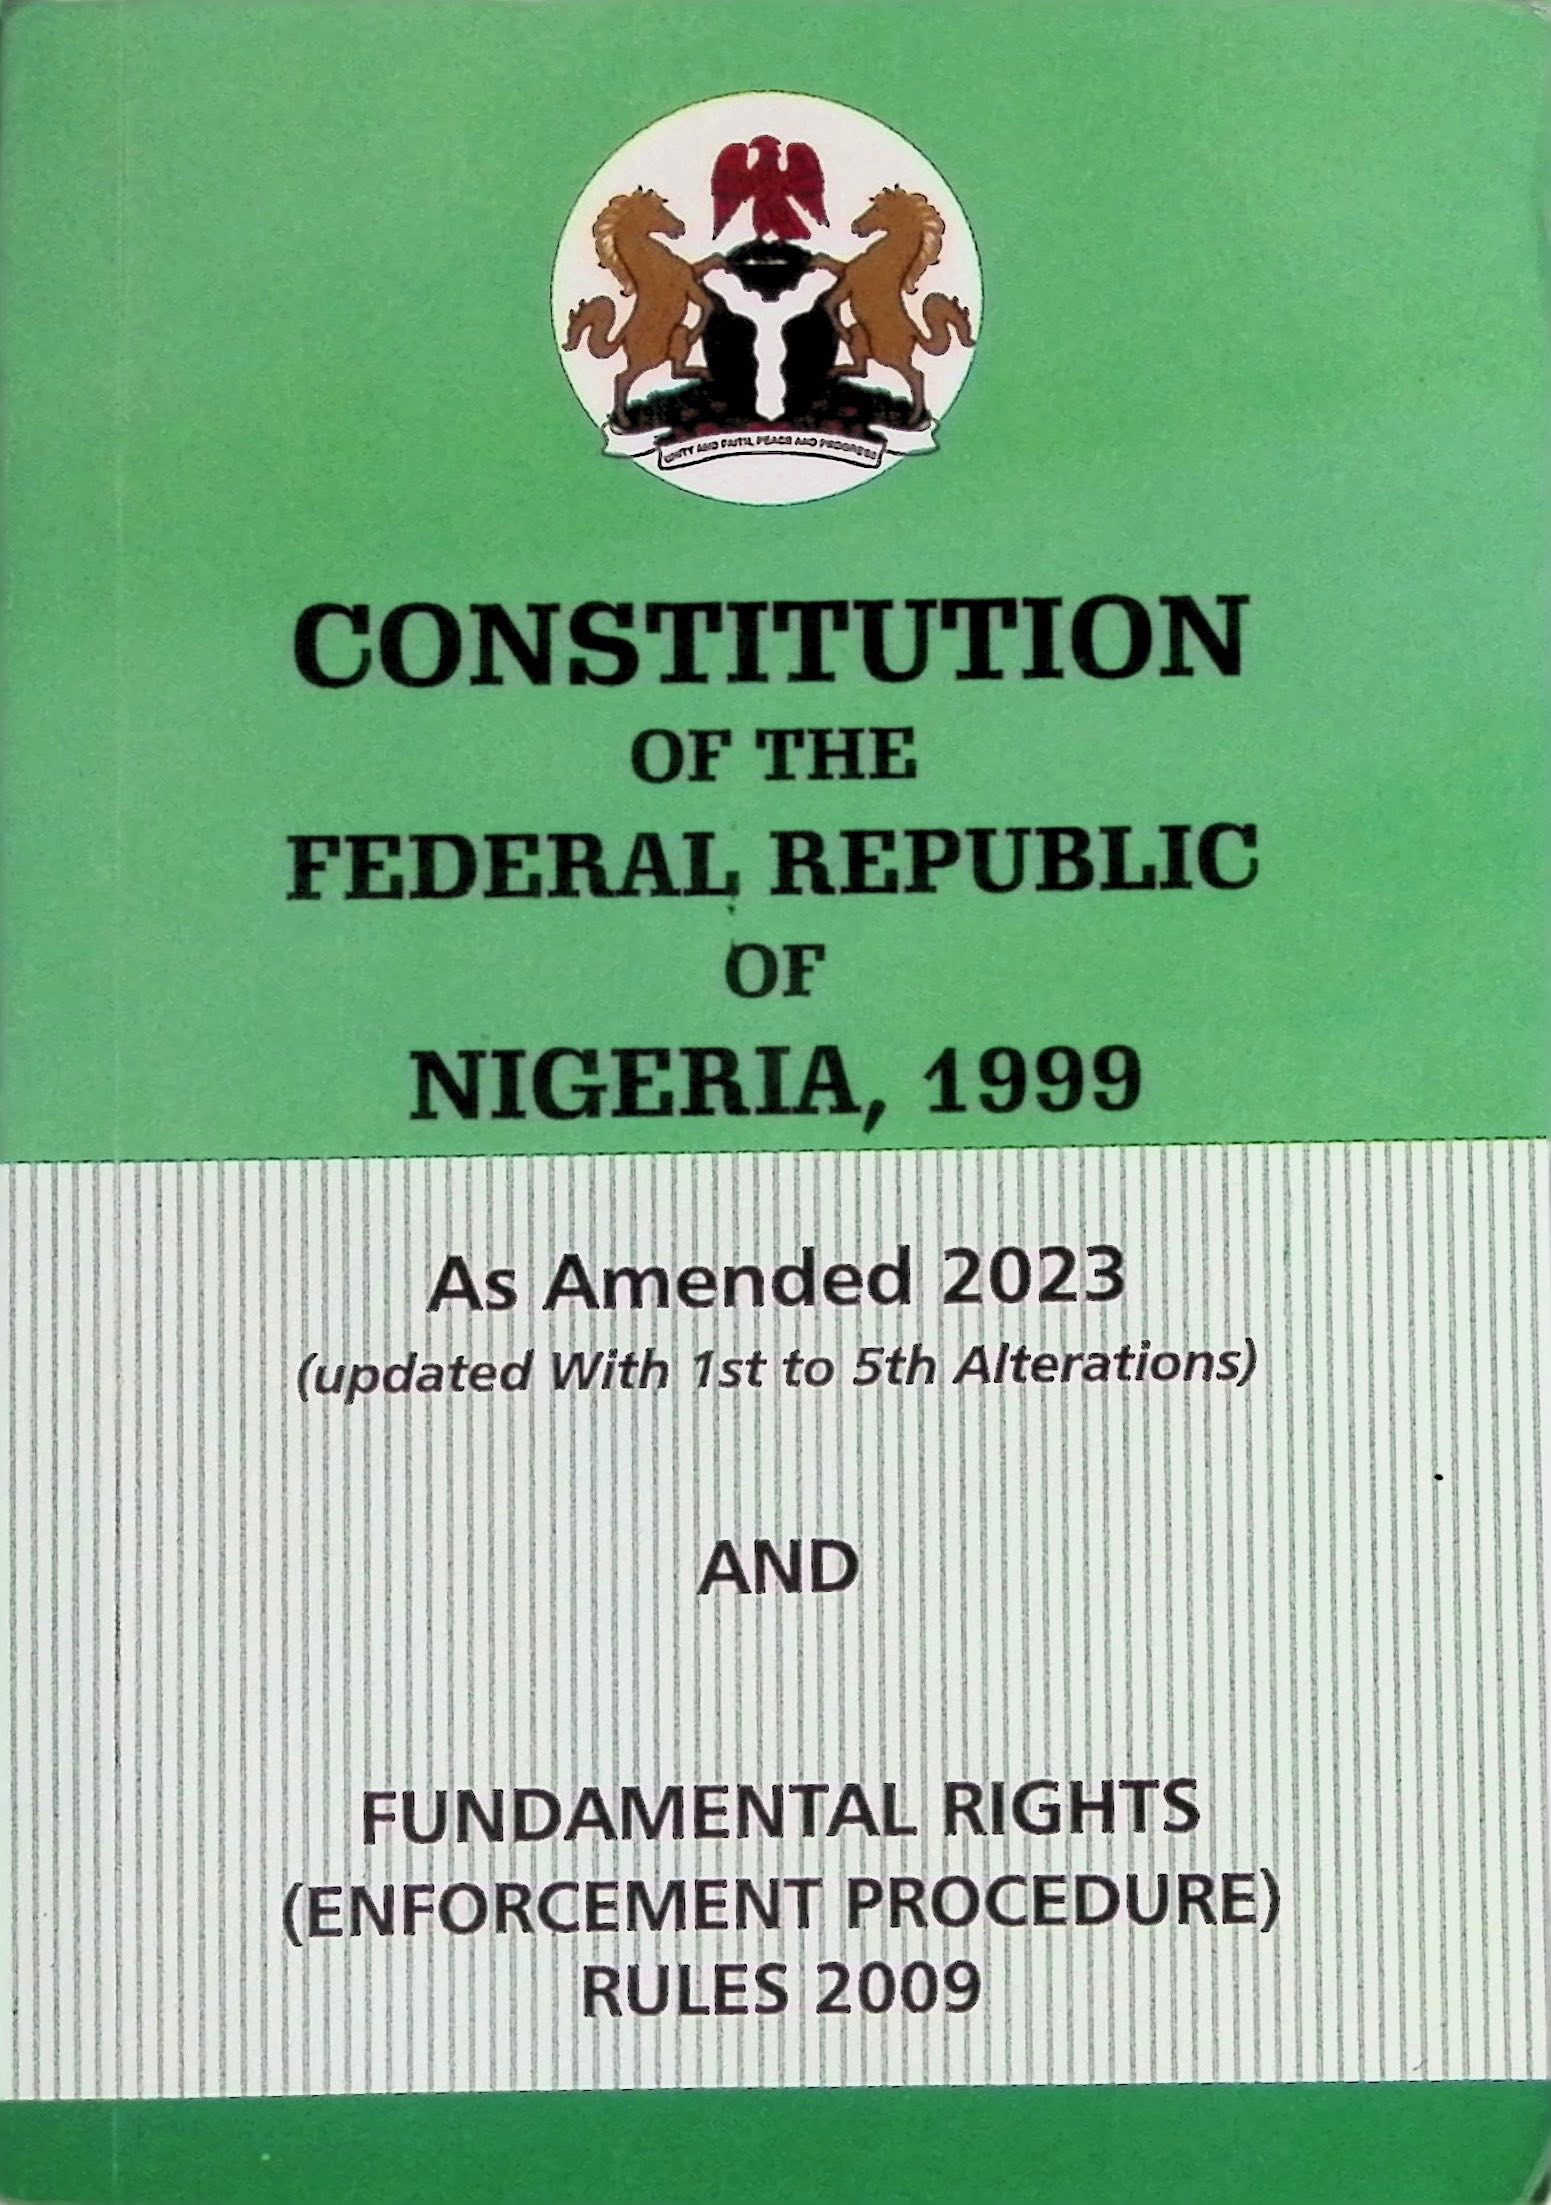 UNITY AND FAITH, PEACE AND PROGRESS
CONSTITUTION
OF THE
FEDERAL REPUBLIC
OF
NIGERIA, 1999
As Amended 2023
(updated With 1st to 5th Alterations)
AND
FUNDAMENTAL RIGHTS
(ENFORCEMENT PROCEDURE)
RULES 2009